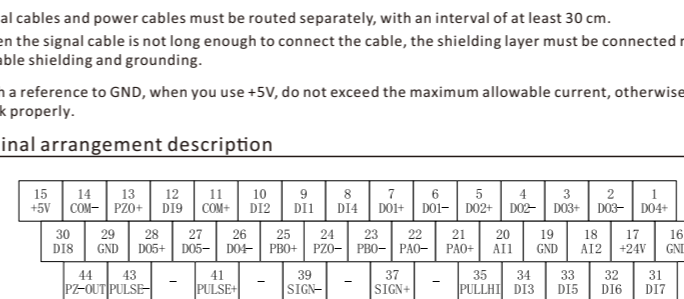 al cables and power cables must be routed separately, with an interval of at least 30 cm.
en the signal cable is not long enough to connect the cable, the shielding layer must be connected
able shielding and grounding.
a reference to GND, when you use +5V, do not exceed the maximum allowable current, otherwise
k properly.
inal arrangement description
15 14 13 12 11 10 9 8 7 6 5 4 3 2 1
+5V COM- PZO+ DI9 COM+ DI2 DI1 DI4 DO1+ DO1- DO2+ DO2- DO3+ DO3- DO4+
30 29 28 27 26 25 24 23 22 21 20 19 18 17 16
DI8 GND DO5+ DO5- DO4- PBO+ PZO- PBO- PAO- PAO+ AI1 GND AI2 +24V GND
44 43 - 41 - 39 - 37 - 35 34 33 32 31
PZ-OUT PULSE- PULSE+ SIGN- SIGN+ PULLHI DI3 DI5 DI6 DI7